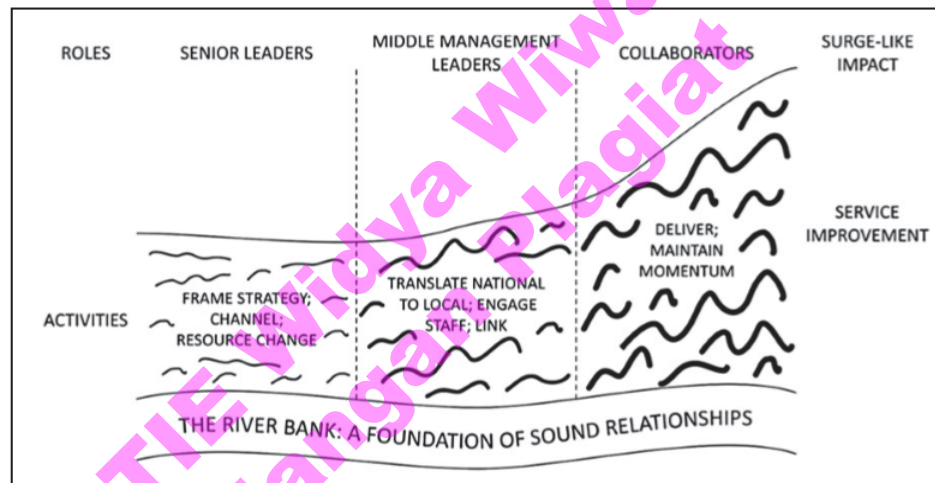 ROLES
SENIOR LEADERS
MIDDLE MANAGEMENT
LEADERS
COLLABORATORS
SURGE-LIKE
IMPACT
ACTIVITIES
FRAME STRATEGY;
CHANNEL;
RESOURCE CHANGE
TRANSLATE NATIONAL
TO LOCAL; ENGAGE
STAFF; LINK
DELIVER;
MAINTAIN
MOMENTUM
SERVICE
IMPROVEMENT
THE RIVER BANK: A FOUNDATION OF SOUND RELATIONSHIPS
TIE Widya Wiwa
Jangan Plagiat